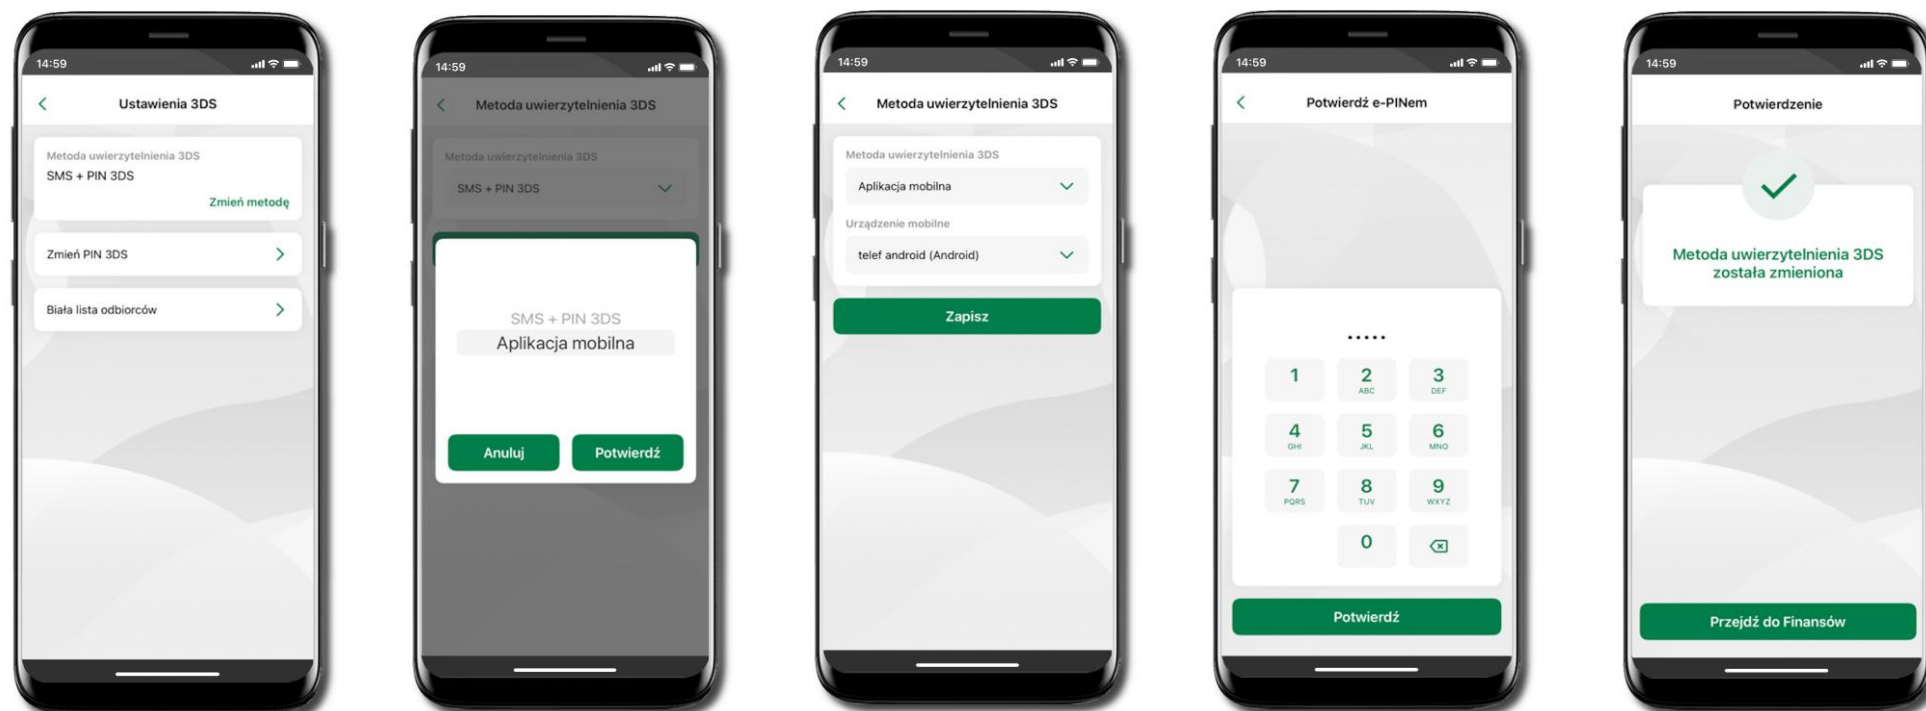 14:59
Ustawienia 3DS
Metoda uwierzytelnienia 3DS
SMS + PIN 3DS
Zmień metodę
Zmień PIN 3DS
Biała lista odbiorców
14:59
Metoda uwierzytelnienia 3DS
Metoda uwierzytelnienia 3DS
SMS + PIN 3DS
SMS + PIN 3DS
Aplikacja mobilna
Anuluj
Potwierdź
14:59
Metoda uwierzytelnienia 3DS
Metoda uwierzytelnienia 3DS
Aplikacja mobilna
Urządzenie mobilne
telef android (Android)
Zapisz
14:59
Potwierdź e-PINem
1 2 3
ABC DEF
4 5 6
GHI JKL MNO
7 8 9
PQRS TUV WXYZ
0
Potwierdź
14:59
Potwierdzenie
Metoda uwierzytelnienia 3DS
została zmieniona
Przejdź do Finansów